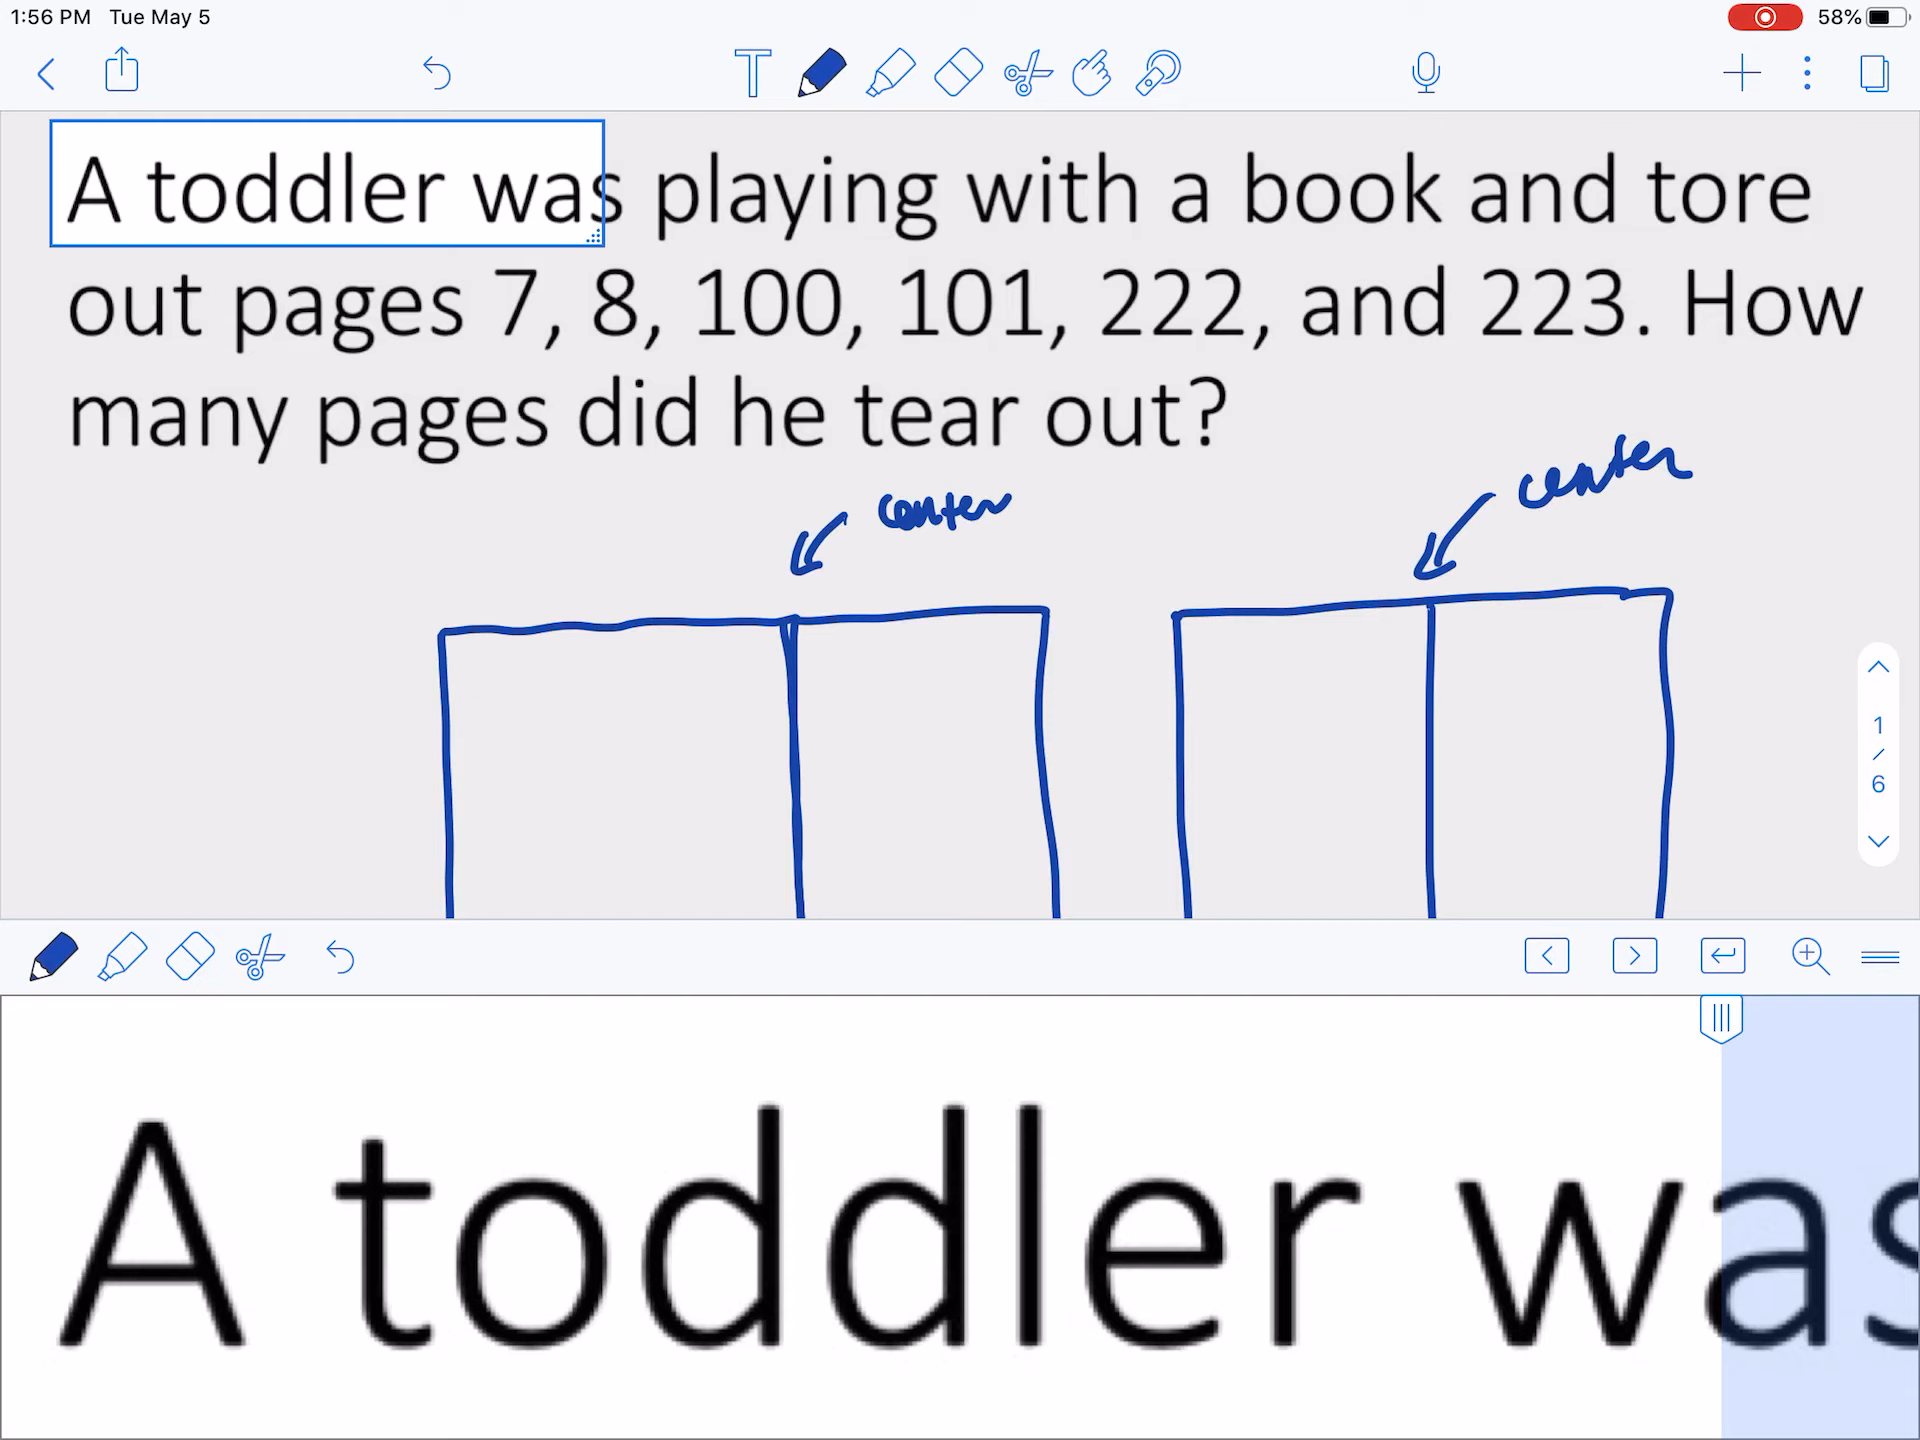 1:56 PM Tue May 5
58%
T
A toddler was playing with a book and tore
out pages 7, 8, 100, 101, 222, and 223. How
many pages did he tear out?
center
center
1
/
6
A toddler was